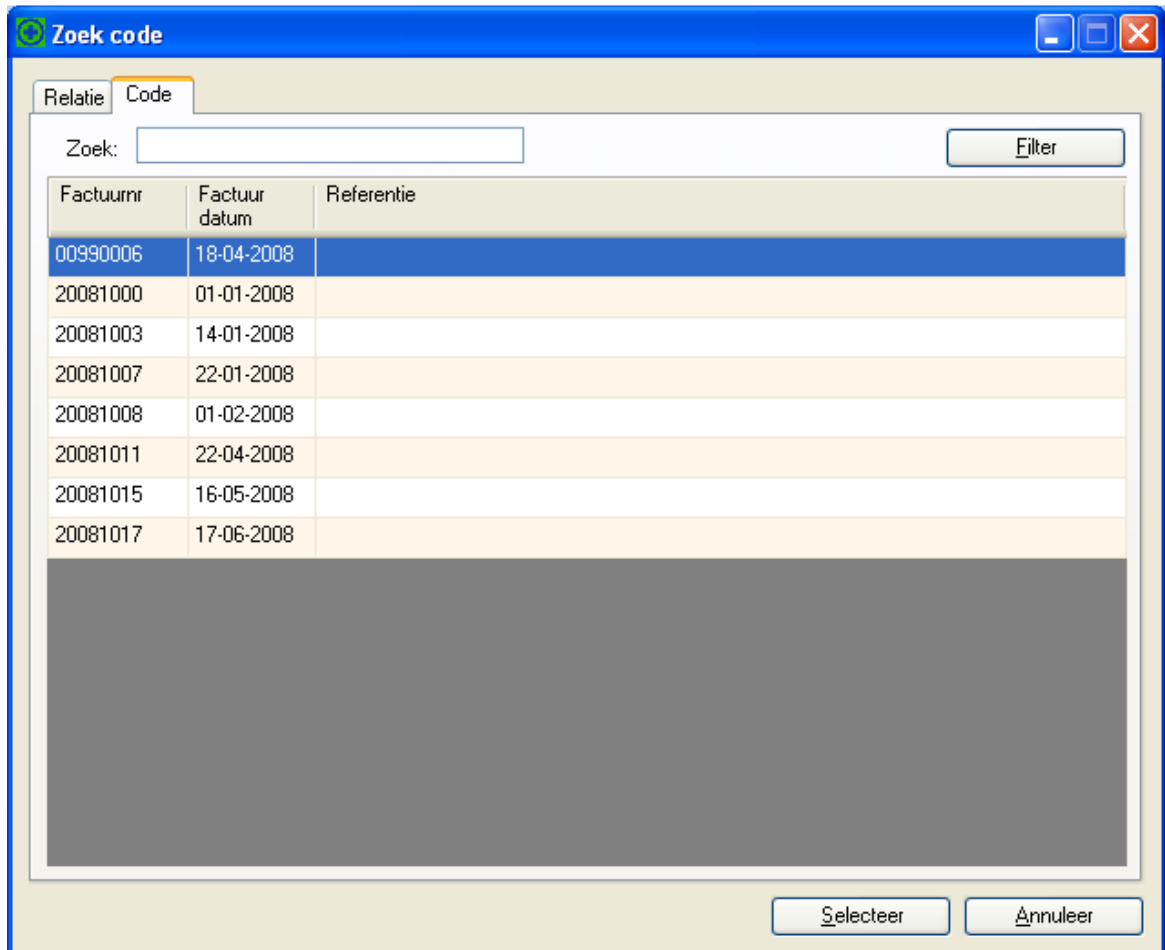 Zoek code
Relatie Code
Zoek: Filter
Factuurnr Factuur datum Referentie
00990006 18-04-2008
20081000 01-01-2008
20081003 14-01-2008
20081007 22-01-2008
20081008 01-02-2008
20081011 22-04-2008
20081015 16-05-2008
20081017 17-06-2008
Selecteer Annuleer